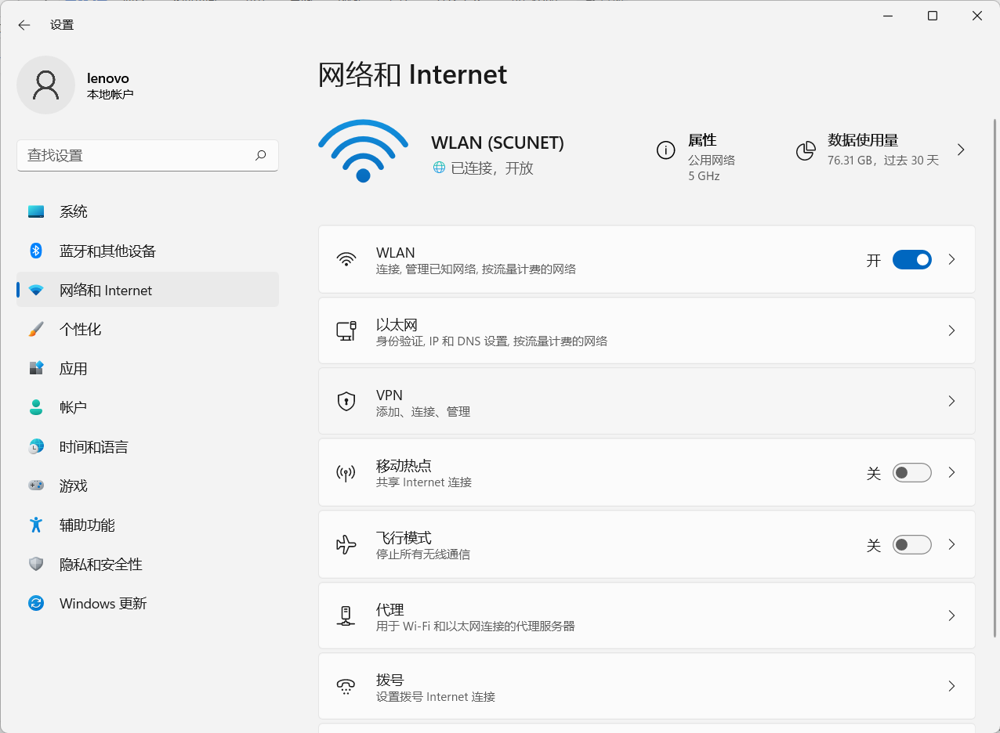 设置
lenovo
本地帐户
查找设置
系统
蓝牙和其他设备
网络和 Internet
个性化
应用
帐户
时间和语言
游戏
辅助功能
隐私和安全性
Windows 更新
网络和 Internet
WLAN (SCUNET)
已连接，开放
属性
公用网络
5 GHz
数据使用量
76.31 GB，过去 30 天
WLAN
连接, 管理已知网络, 按流量计费的网络
开
以太网
身份验证, IP 和 DNS 设置, 按流量计费的网络
VPN
添加、连接、管理
移动热点
共享 Internet 连接
关
飞行模式
停止所有无线通信
关
代理
用于 Wi-Fi 和以太网连接的代理服务器
拨号
设置拨号 Internet 连接